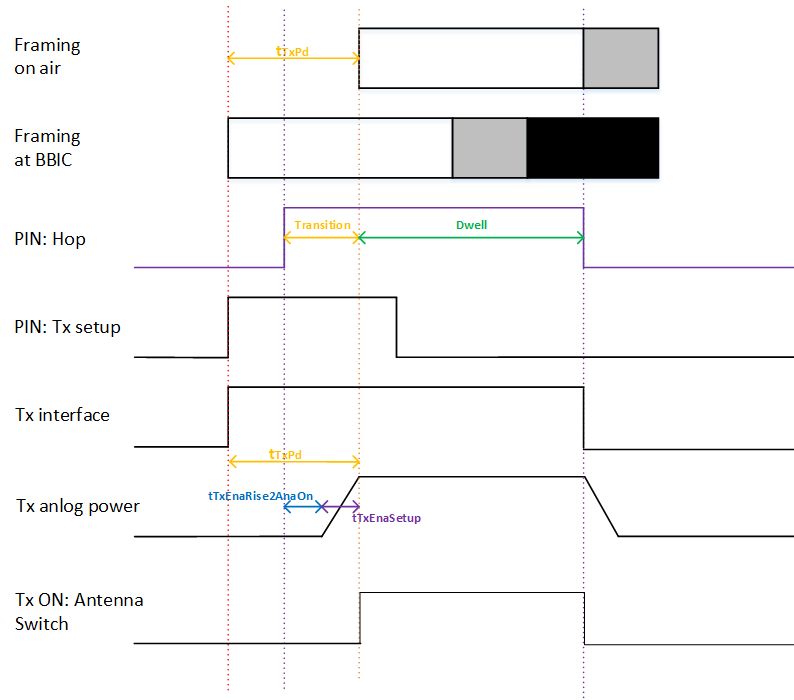 Framing
on air
tTxPd
Framing
at BBIC
PIN: Hop
Transition
Dwell
PIN: Tx setup
Tx interface
tTxPd
Tx anlog power
tTxEnaRise2AnaOn
tTxEnaSetup
Tx ON: Antenna
Switch